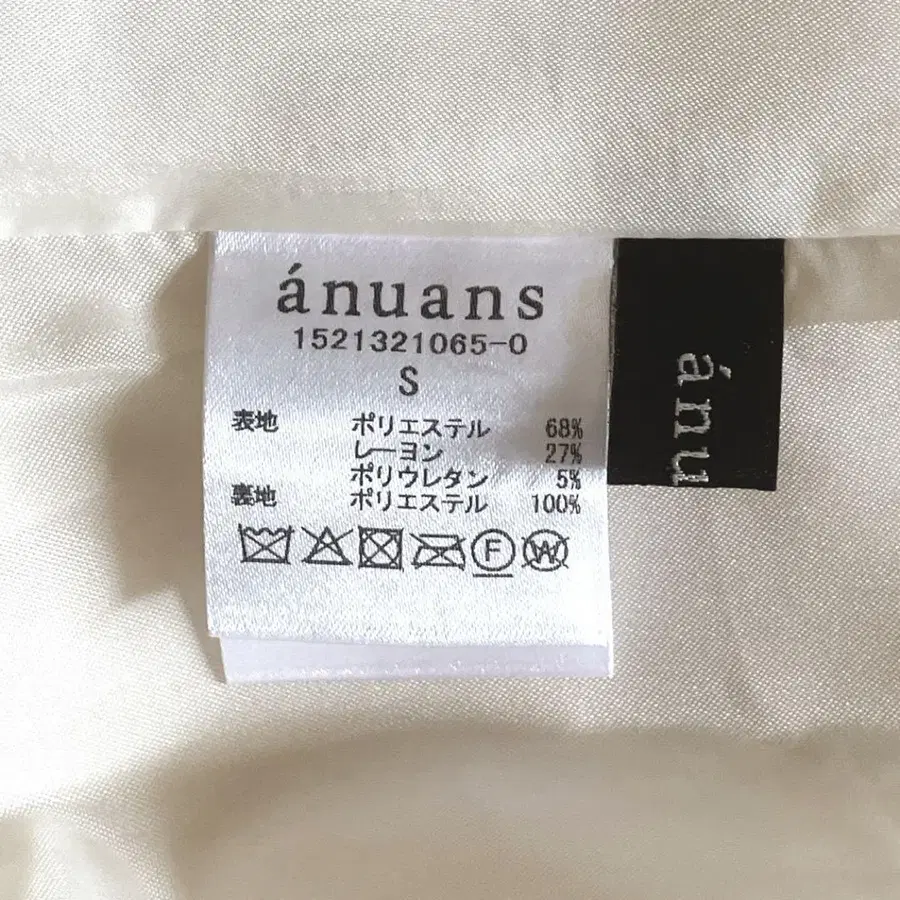 ánuans
1521321065-0
S
表地 ポリエステル 68%
レーヨン 27%
ポリウレタン 5%
裏地 ポリエステル 100%
F
W
ánu